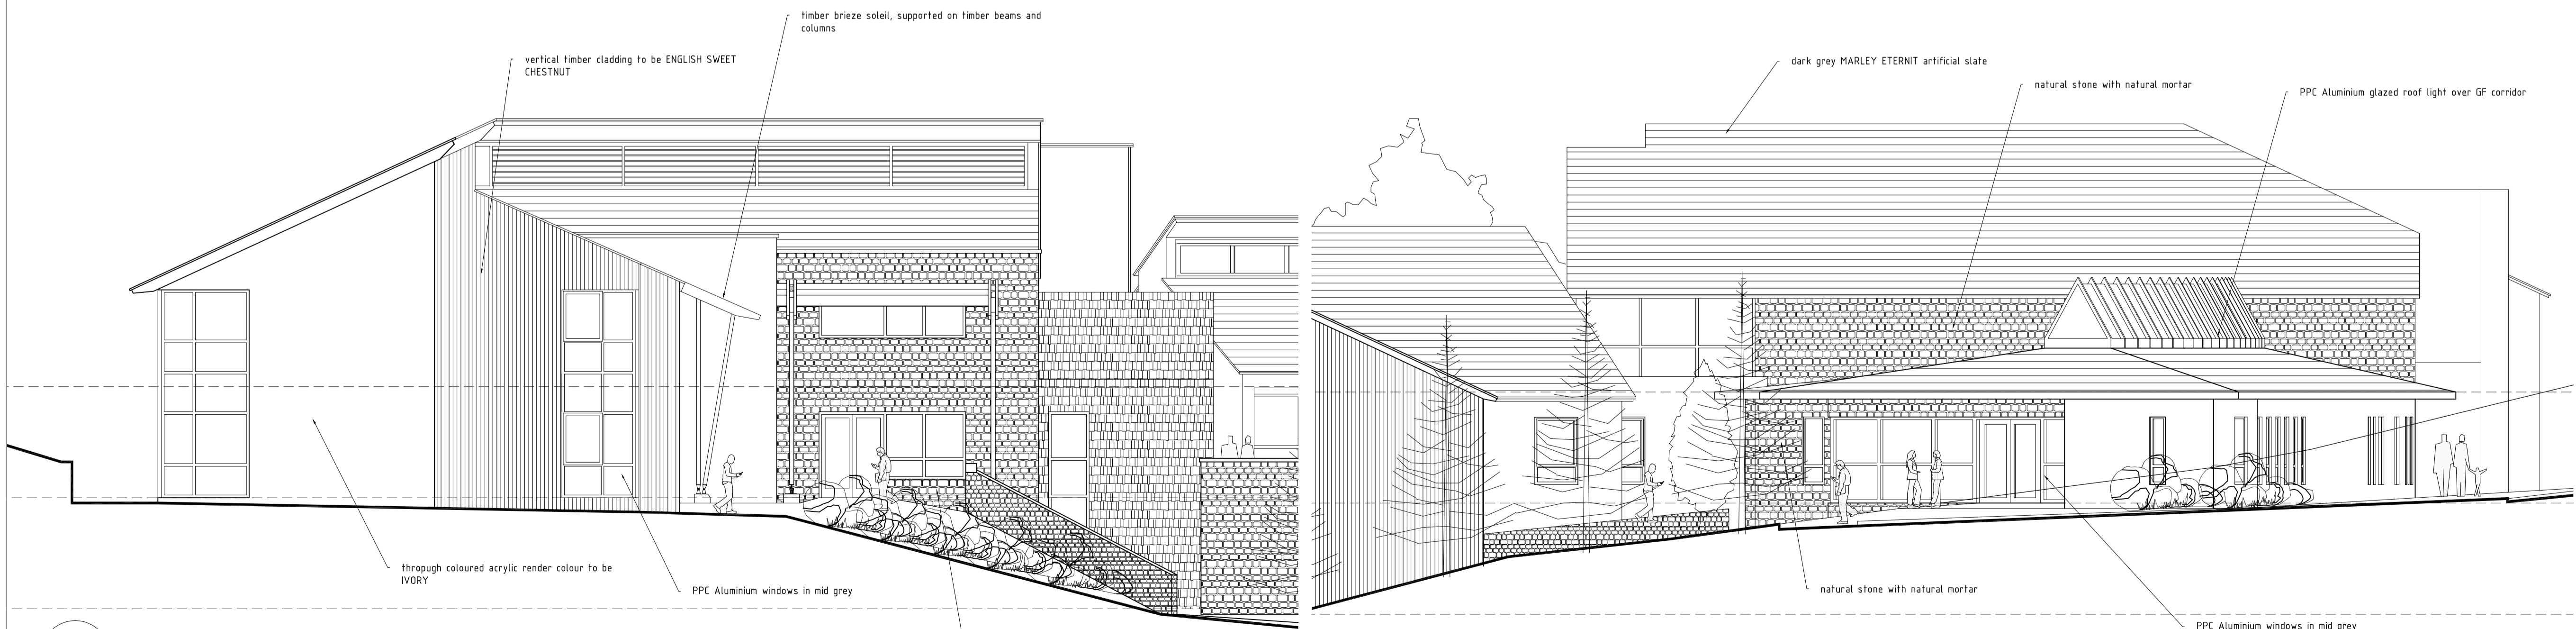 timber brieze soleil, supported on timber beams and
columns
vertical timber cladding to be ENGLISH SWEET
CHESTNUT
thropugh coloured acrylic render colour to be
IVORY
PPC Aluminium windows in mid grey
dark grey MARLEY ETERNIT artificial slate
natural stone with natural mortar
PPC Aluminium glazed roof light over GF corridor
natural stone with natural mortar
PPC Aluminium windows in mid grey